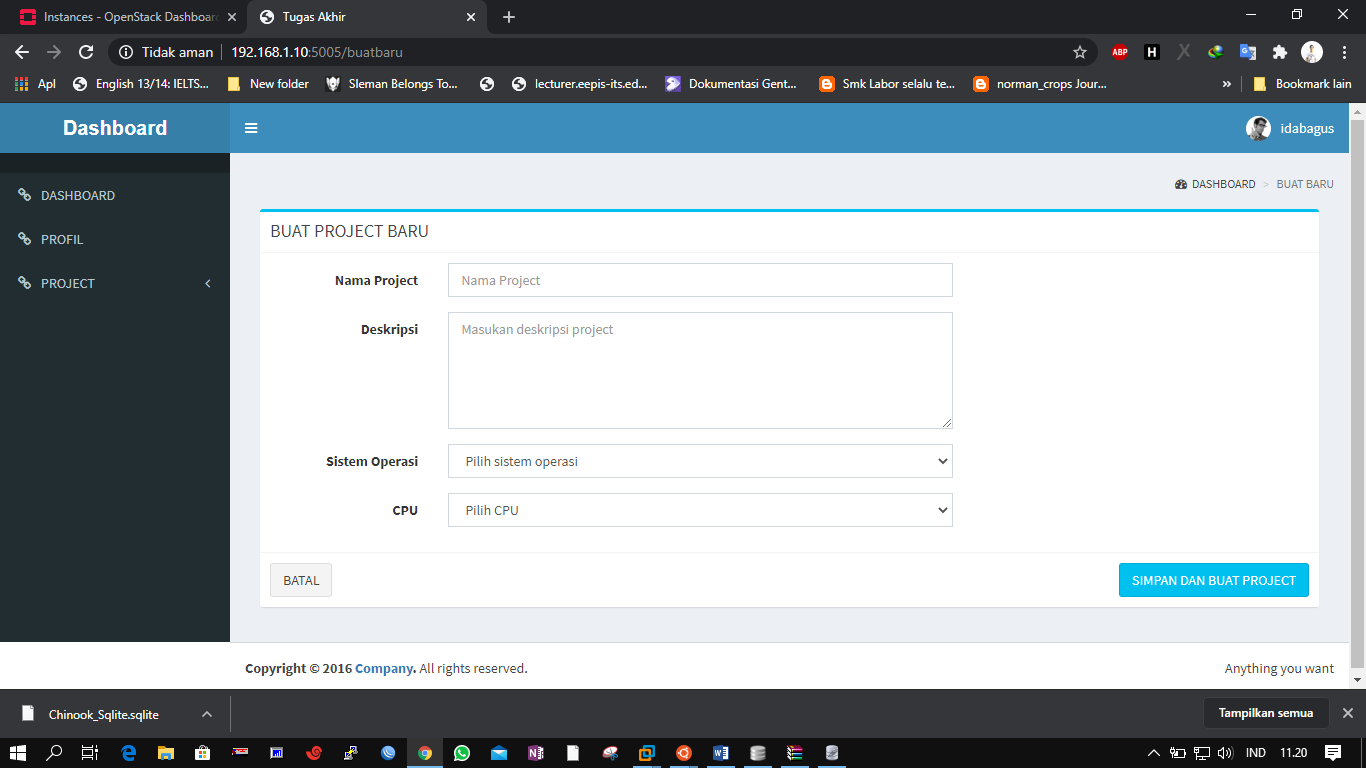 Instances - OpenStack Dashboard
Tugas Akhir
Tidak aman
192.168.1.10:5005/buatbaru
ABP
H
X
Apl
English 13/14: IELTS...
New folder
Sleman Belongs To...
lecturer.eepis-its.ed...
Dokumentasi Gent...
Smk Labor selalu te...
norman_crops Jour...
»
Bookmark lain
Dashboard
idabagus
DASHBOARD
PROFIL
PROJECT
DASHBOARD > BUAT BARU
BUAT PROJECT BARU
Nama Project
Nama Project
Deskripsi
Masukan deskripsi project
Sistem Operasi
Pilih sistem operasi
CPU
Pilih CPU
BATAL
SIMPAN DAN BUAT PROJECT
Copyright © 2016 Company. All rights reserved.
Anything you want
Chinook_Sqlite.sqlite
Tampilkan semua
IND
11.20